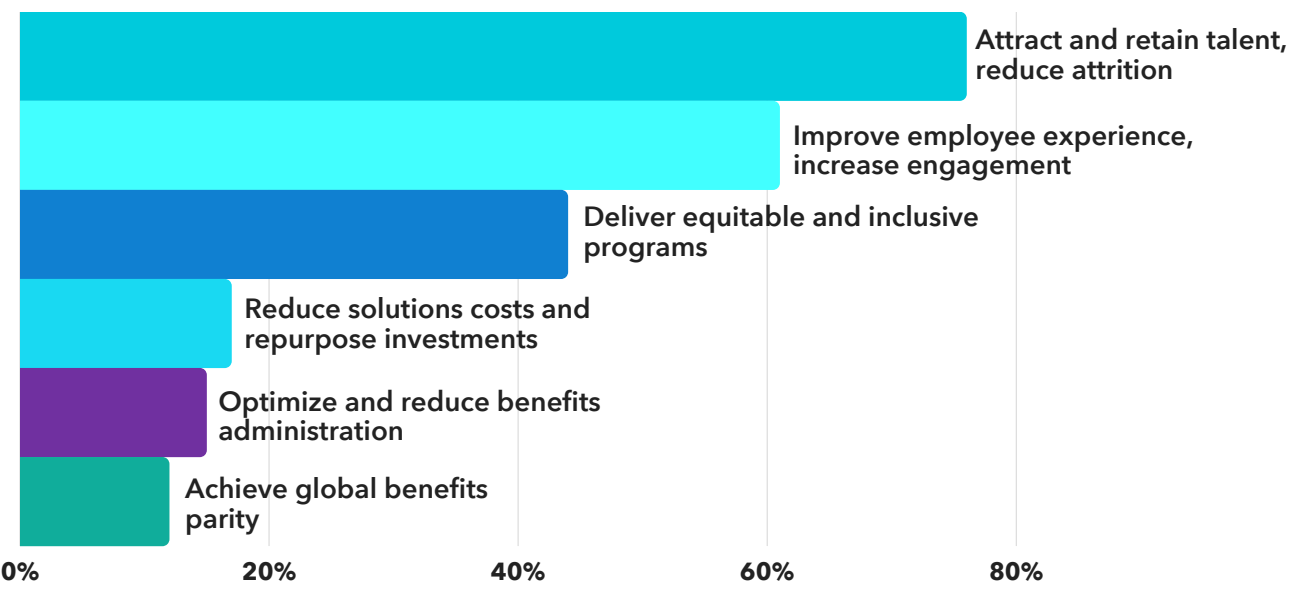 Attract and retain talent,
reduce attrition
Improve employee experience,
increase engagement
Deliver equitable and inclusive
programs
Reduce solutions costs and
repurpose investments
Optimize and reduce benefits
administration
Achieve global benefits
parity
0% 20% 40% 60% 80%